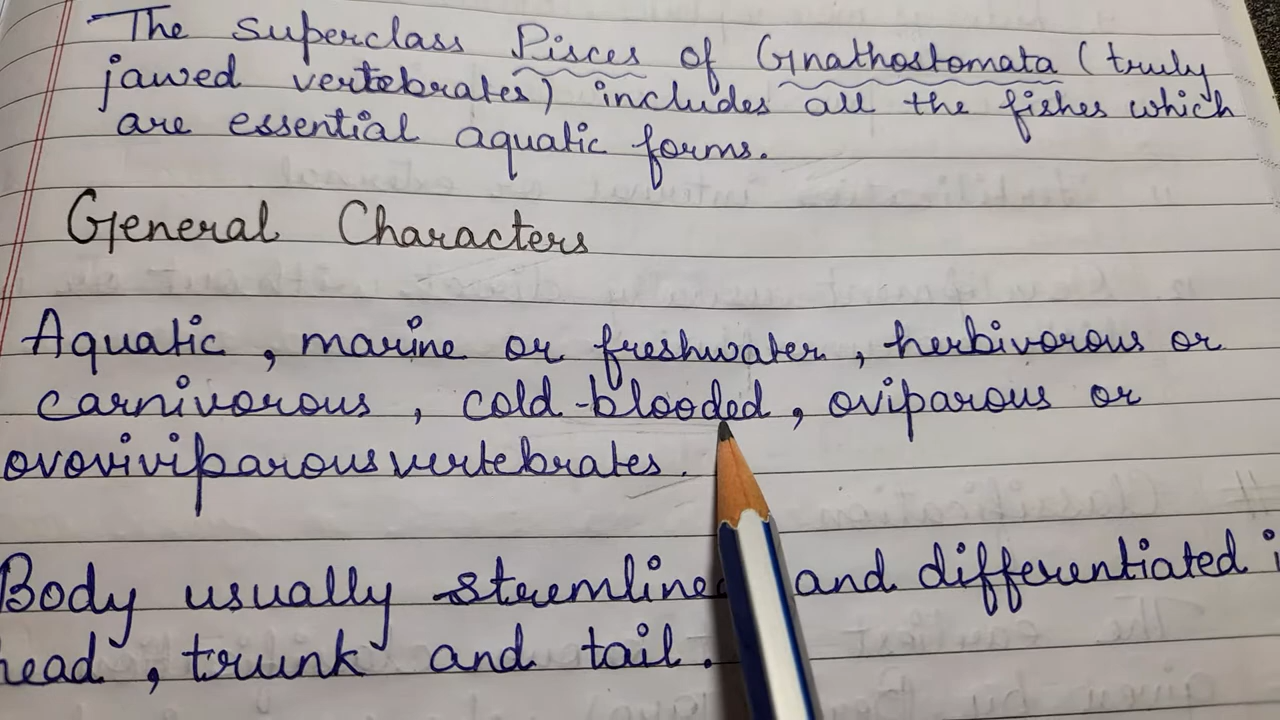 The Superclass Pisces of Gnathostomata (truly
jawed vertebrates) includes all the fishes which
are essential aquatic forms.
General Characters
Aquatic, marine or freshwater, herbivorous or
carnivorous, cold-blooded, oviparous or
ovoviviparous vertebrates.
Body usually stremline and differentiated i
head, trunk and tail.